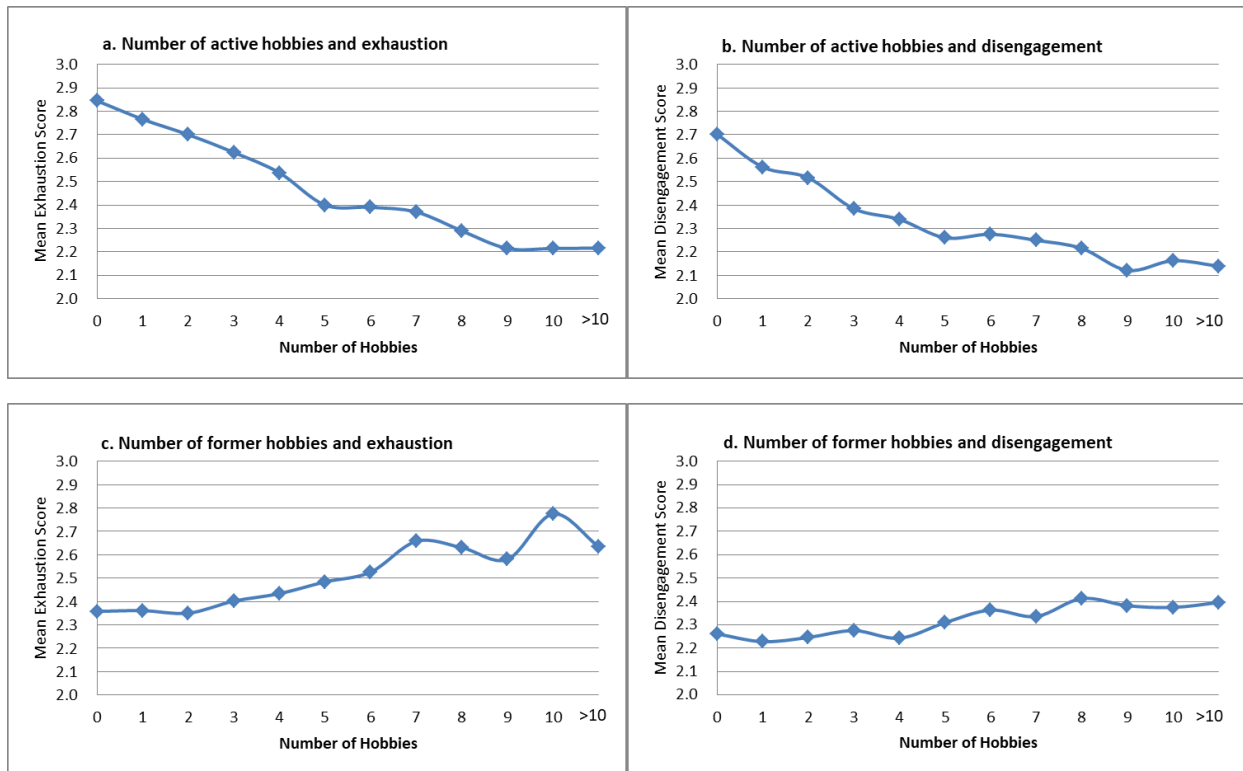 a. Number of active hobbies and exhaustion
Mean Exhaustion Score
3.0
2.9
2.8
2.7
2.6
2.5
2.4
2.3
2.2
2.1
2.0
0 1 2 3 4 5 6 7 8 9 10 >10
Number of Hobbies
b. Number of active hobbies and disengagement
Mean Disengagement Score
3.0
2.9
2.8
2.7
2.6
2.5
2.4
2.3
2.2
2.1
2.0
0 1 2 3 4 5 6 7 8 9 10 >10
Number of Hobbies
c. Number of former hobbies and exhaustion
Mean Exhaustion Score
3.0
2.9
2.8
2.7
2.6
2.5
2.4
2.3
2.2
2.1
2.0
0 1 2 3 4 5 6 7 8 9 10 >10
Number of Hobbies
d. Number of former hobbies and disengagement
Mean Disengagement Score
3.0
2.9
2.8
2.7
2.6
2.5
2.4
2.3
2.2
2.1
2.0
0 1 2 3 4 5 6 7 8 9 10 >10
Number of Hobbies